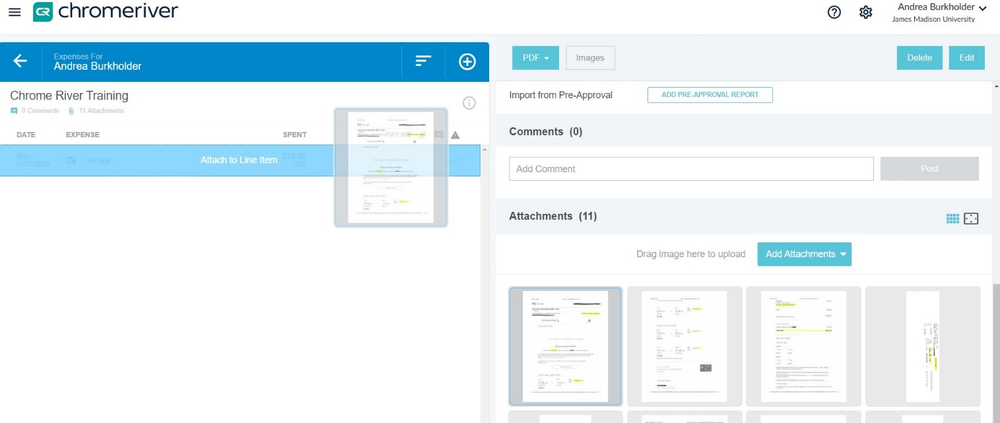 chromeriver
Andrea Burkholder
James Madison University
Expenses For
Andrea Burkholder
Chrome River Training
0 Comments 11 Attachments
DATE EXPENSE SPENT PAY ME
Sun
01/01/2023 Airfare Attach to Line Item 210.00
USD
PDF Images Delete Edit
Import from Pre-Approval ADD PRE-APPROVAL REPORT
Comments (0)
Add Comment Post
Attachments (11)
Drag image here to upload Add Attachments